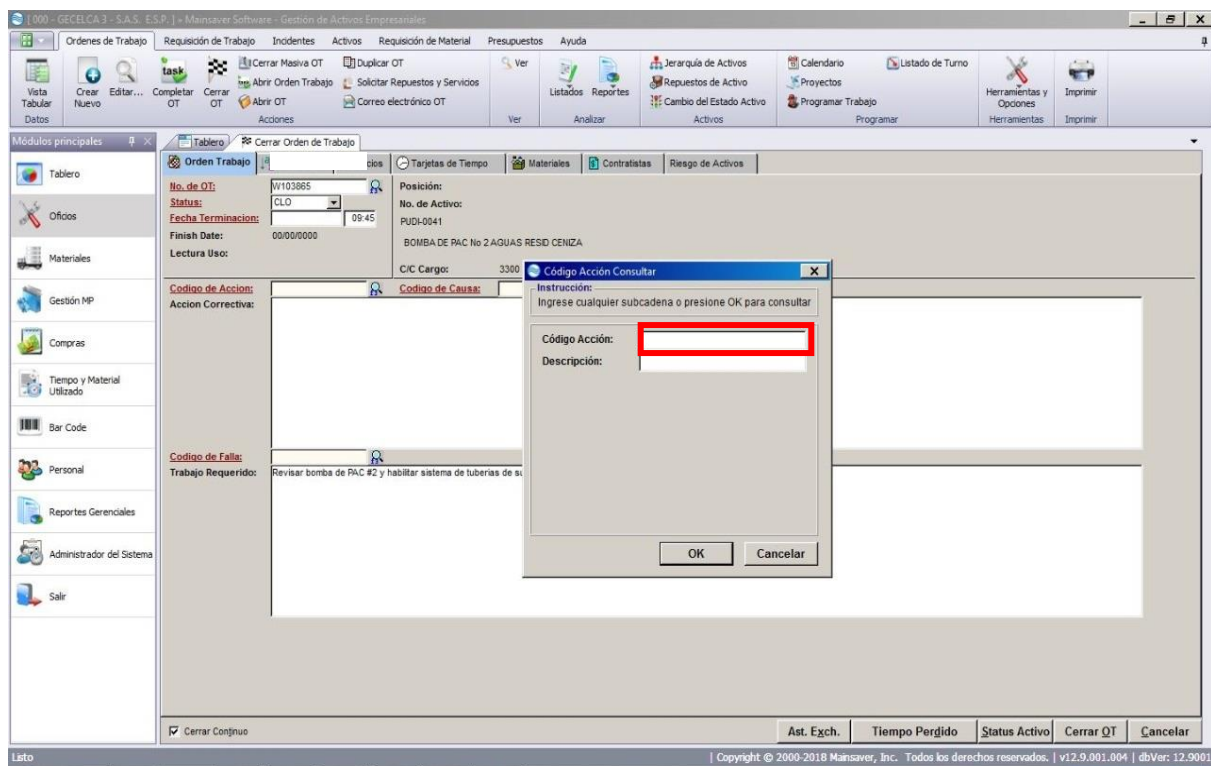 [ 000 - GECELCA 3 - S.A.S. E.S.P. ] » Mainsaver Software - Gestión de Activos Empresariales
Ordenes de Trabajo Requisición de Trabajo Incidentes Activos Requisición de Material Presupuestos Ayuda
Vista Tabular
Datos
Crear Nuevo
Editar...
task
Completar OT
Cerrar OT
Cerrar Masiva OT
Abrir Orden Trabajo
Abrir OT
Duplicar OT
Solicitar Repuestos y Servicios
Correo electrónico OT
Acciones
Ver
Ver
Listados
Reportes
Analizar
Jerarquía de Activos
Repuestos de Activo
Cambio del Estado Activo
Activos
Calendario
Proyectos
Programar Trabajo
Listado de Turno
Programar
Herramientas y Opciones
Herramientas
Imprimir
Imprimir
Módulos principales
Tablero
Oficios
Materiales
Gestión MP
Compras
Tiempo y Material Utilizado
Bar Code
Personal
Reportes Gerenciales
Administrador del Sistema
Salir
Tablero
Cerrar Orden de Trabajo
Orden Trabajo
cios
Tarjetas de Tiempo
Materiales
Contratistas
Riesgo de Activos
No. de OT: W103865
Status: CLO
Fecha Terminacion: 09:45
Finish Date: 00/00/0000
Lectura Uso:
Posición:
No. de Activo:
PUDI-0041
BOMBA DE PAC No 2 AGUAS RESID CENIZA
C/C Cargo: 3300
Codigo de Accion:
Codigo de Causa:
Accion Correctiva:
Codigo de Falla:
Trabajo Requerido: Revisar bomba de PAC #2 y habilitar sistema de tuberias de su
Código Acción Consultar
Instrucción:
Ingrese cualquier subcadena o presione OK para consultar
Código Acción:
Descripción:
OK Cancelar
Cerrar Continuo
Ast. Exch. Tiempo Perdido Status Activo Cerrar OT Cancelar
Listo
| Copyright © 2000-2018 Mainsaver, Inc. Todos los derechos reservados. | v12.9.001.004 | dbVer: 12.9001